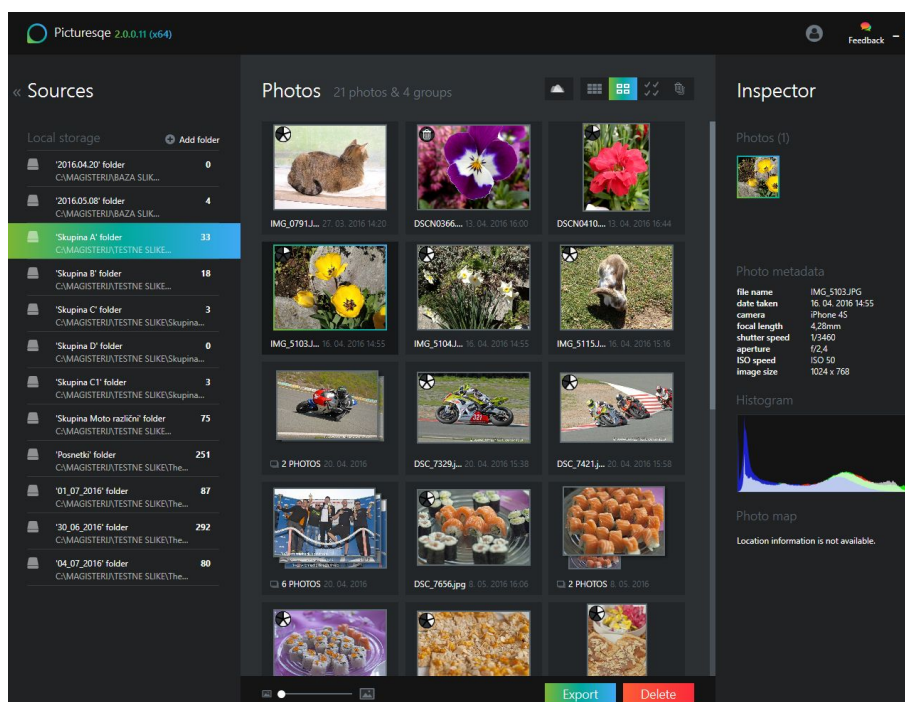 Picturesqe 2.0.0.11 (x64)
Feedback
« Sources
Local storage
Add folder
'2016.04.20' folder 0
C:\MAGISTERIJ\BAZA SLIK...
'2016.05.08' folder 4
C:\MAGISTERIJ\BAZA SLIK...
'Skupina A' folder 33
C:\MAGISTERIJ\TESTNE SLIKE...
'Skupina B' folder 18
C:\MAGISTERIJ\TESTNE SLIKE...
'Skupina C' folder 3
C:\MAGISTERIJ\TESTNE SLIKE\Skupina...
'Skupina D' folder 0
C:\MAGISTERIJ\TESTNE SLIKE\Skupina...
'Skupina C1' folder 3
C:\MAGISTERIJ\TESTNE SLIKE\Skupina...
'Skupina Moto različni' folder 75
C:\MAGISTERIJ\TESTNE SLIKE...
'Posnetki' folder 251
C:\MAGISTERIJ\TESTNE SLIKE\The...
'01_07_2016' folder 87
C:\MAGISTERIJ\TESTNE SLIKE\The...
'30_06_2016' folder 292
C:\MAGISTERIJ\TESTNE SLIKE\The...
'04_07_2016' folder 80
C:\MAGISTERIJ\TESTNE SLIKE\The...
Photos 21 photos & 4 groups
IMG_0791.J... 27. 03. 2016 14:20
DSCN0366.... 13. 04. 2016 16:00
DSCN0410.... 13. 04. 2016 16:44
IMG_5103.J... 16. 04. 2016 14:55
IMG_5104.J... 16. 04. 2016 14:55
IMG_5115.J... 16. 04. 2016 15:16
2 PHOTOS 20. 04. 2016
DSC_7329.j... 20. 04. 2016 15:38
DSC_7421.j... 20. 04. 2016 15:58
6 PHOTOS 20. 04. 2016
DSC_7656.jpg 8. 05. 2016 16:06
2 PHOTOS 8. 05. 2016
Export
Delete
Inspector
Photos (1)
Photo metadata
file name IMG_5103.JPG
date taken 16. 04. 2016 14:55
camera iPhone 4S
focal length 4,28mm
shutter speed 1/3460
aperture f/2,4
ISO speed ISO 50
image size 1024 x 768
Histogram
Photo map
Location information is not available.